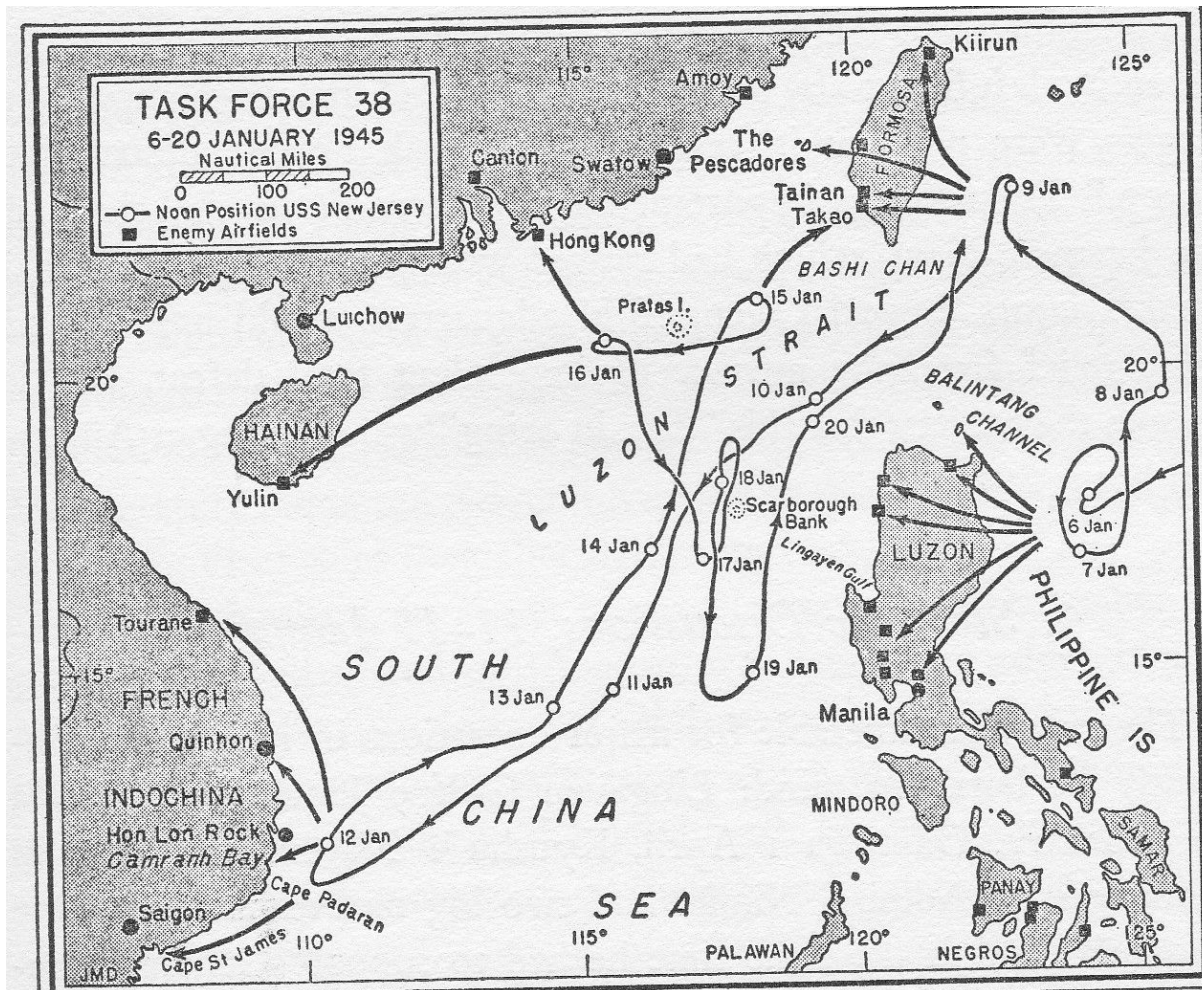 TASK FORCE 38
6-20 JANUARY 1945
Nautical Miles
0 100 200
Noon Position USS New Jersey
Enemy Airfields
115°
120°
125°
Kiirun
Amoy
FORMOSA
The
Pescadores
Canton
Swatow
Tainan
Takao
9 Jan
Hong Kong
BASHI CHAN
15 Jan
Pratas I.
Luichow
LUZON STRAIT
16 Jan
20°
20°
10 Jan
8 Jan
20 Jan
BALINTANG
CHANNEL
HAINAN
Yulin
18 Jan
Scarborough
Bank
6 Jan
14 Jan
17 Jan
LUZON
7 Jan
Lingayen Gulf
PHILIPPINE IS
Tourane
SOUTH
19 Jan
15°
15°
11 Jan
13 Jan
FRENCH
Manila
Quinhon
INDOCHINA
CHINA
MINDORO
Hon Lon Rock
12 Jan
Camranh Bay
SAMAR
Cape Padaran
SEA
PANAY
Saigon
110°
115°
120°
125°
Cape St James
PALAWAN
NEGROS
JMD